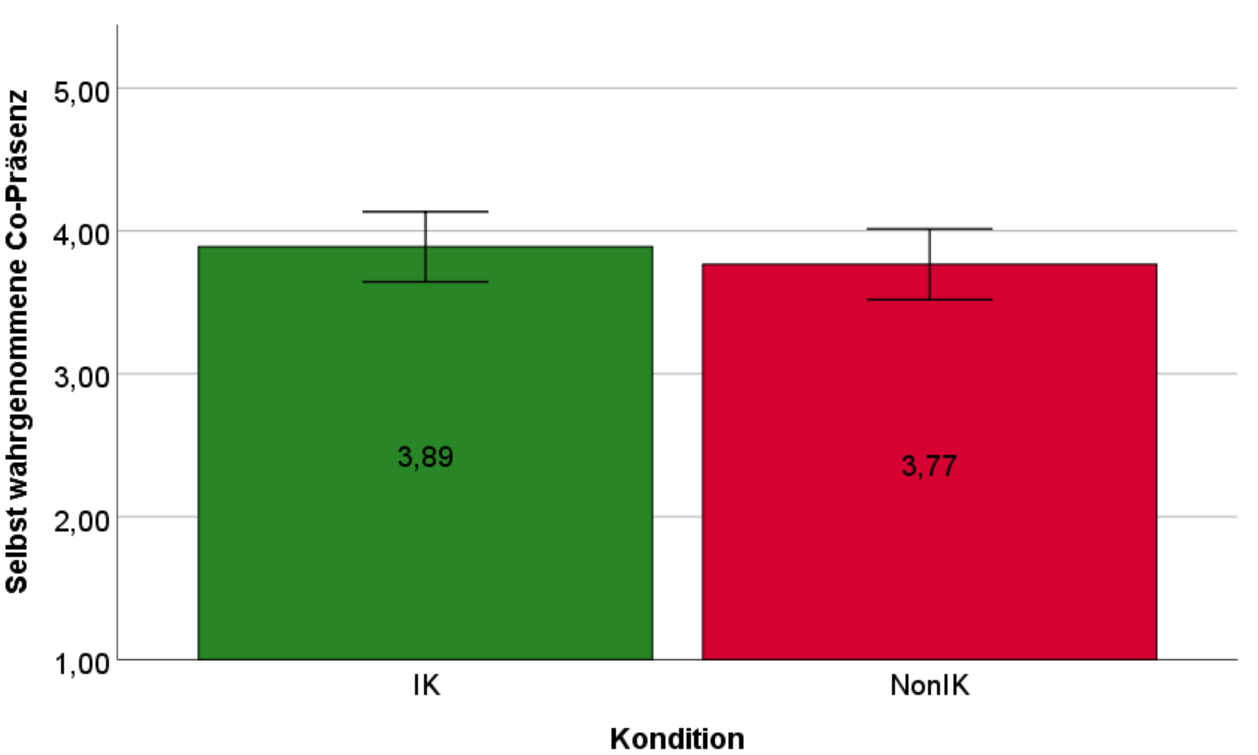 Selbst wahrgenommene Co-Präsenz
5,00
4,00
3,00
2,00
1,00
3,89
3,77
IK
NonIK
Kondition